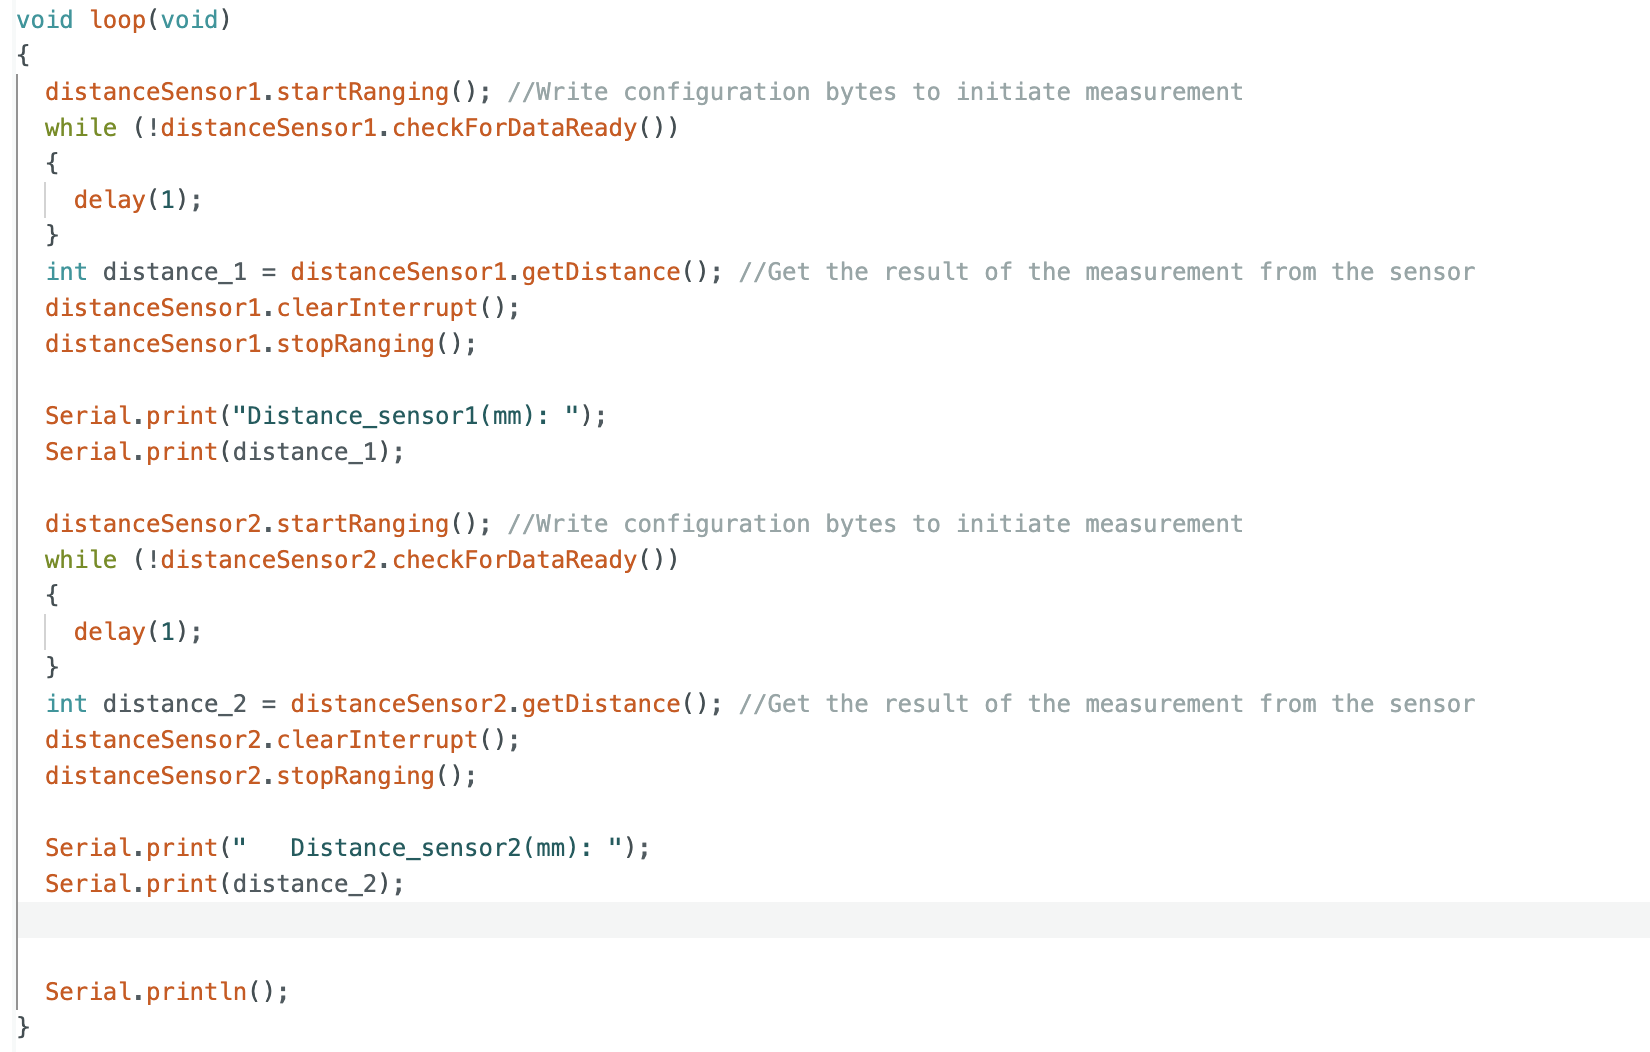 void loop(void)
{
  distanceSensor1.startRanging(); //Write configuration bytes to initiate measurement
  while (!distanceSensor1.checkForDataReady())
  {
    delay(1);
  }
  int distance_1 = distanceSensor1.getDistance(); //Get the result of the measurement from the sensor
  distanceSensor1.clearInterrupt();
  distanceSensor1.stopRanging();

  Serial.print("Distance_sensor1(mm): ");
  Serial.print(distance_1);

  distanceSensor2.startRanging(); //Write configuration bytes to initiate measurement
  while (!distanceSensor2.checkForDataReady())
  {
    delay(1);
  }
  int distance_2 = distanceSensor2.getDistance(); //Get the result of the measurement from the sensor
  distanceSensor2.clearInterrupt();
  distanceSensor2.stopRanging();

  Serial.print("   Distance_sensor2(mm): ");
  Serial.print(distance_2);


  Serial.println();
}